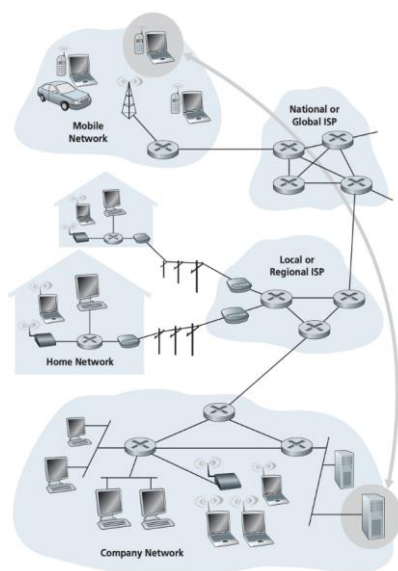 National or
Global ISP
Mobile
Network
Local or
Regional ISP
Home Network
Company Network